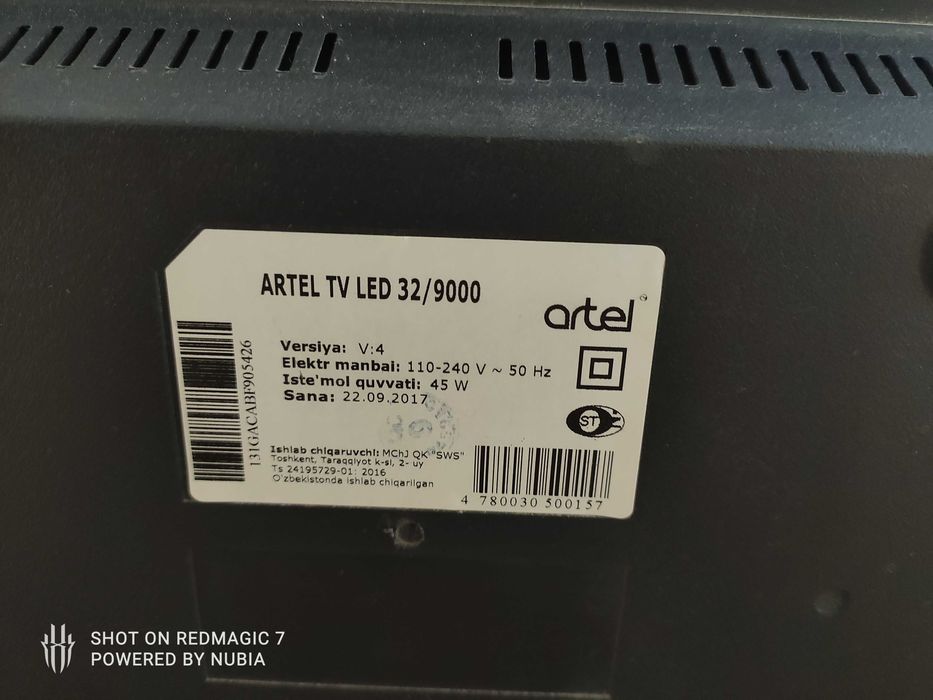 ARTEL TV LED 32/9000
artel
Versiya: V:4
Elektr manbai: 110-240 V ~ 50 Hz
Iste'mol quvvati: 45 W
Sana: 22.09.2017
131GACABF905426
ST
Ishlab chiqaruvchi: MChJ QK "SWS"
Toshkent, Taraqqiyot k-si, 2- uy
Ts 24195729-01: 2016
O'zbekistonda ishlab chiqarilgan
4 780030 500157
SHOT ON REDMAGIC 7
POWERED BY NUBIA